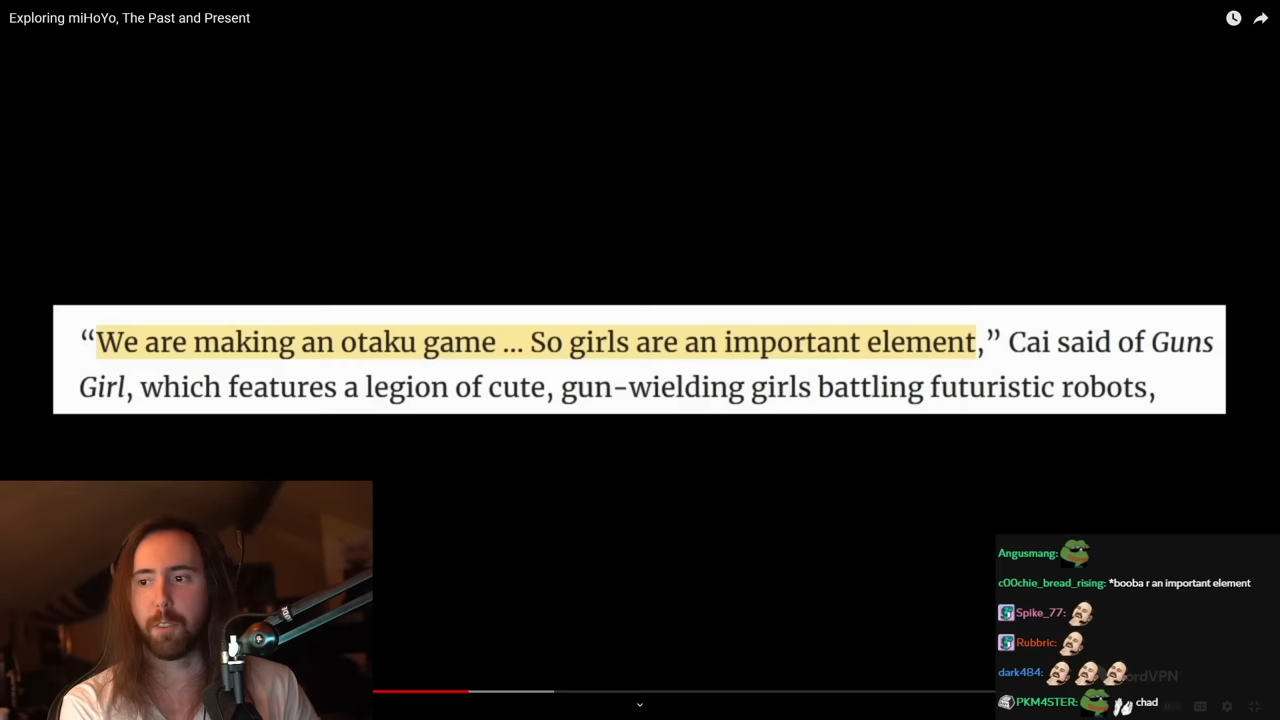 Exploring miHoYo, The Past and Present
“We are making an otaku game ... So girls are an important element,” Cai said of Guns
Girl, which features a legion of cute, gun-wielding girls battling futuristic robots,
Angusmang:
c00chie_bread_rising: *booba r an important element
Spike_77:
Rubbric:
dark484:
ordVPN
PKM4STER: chad